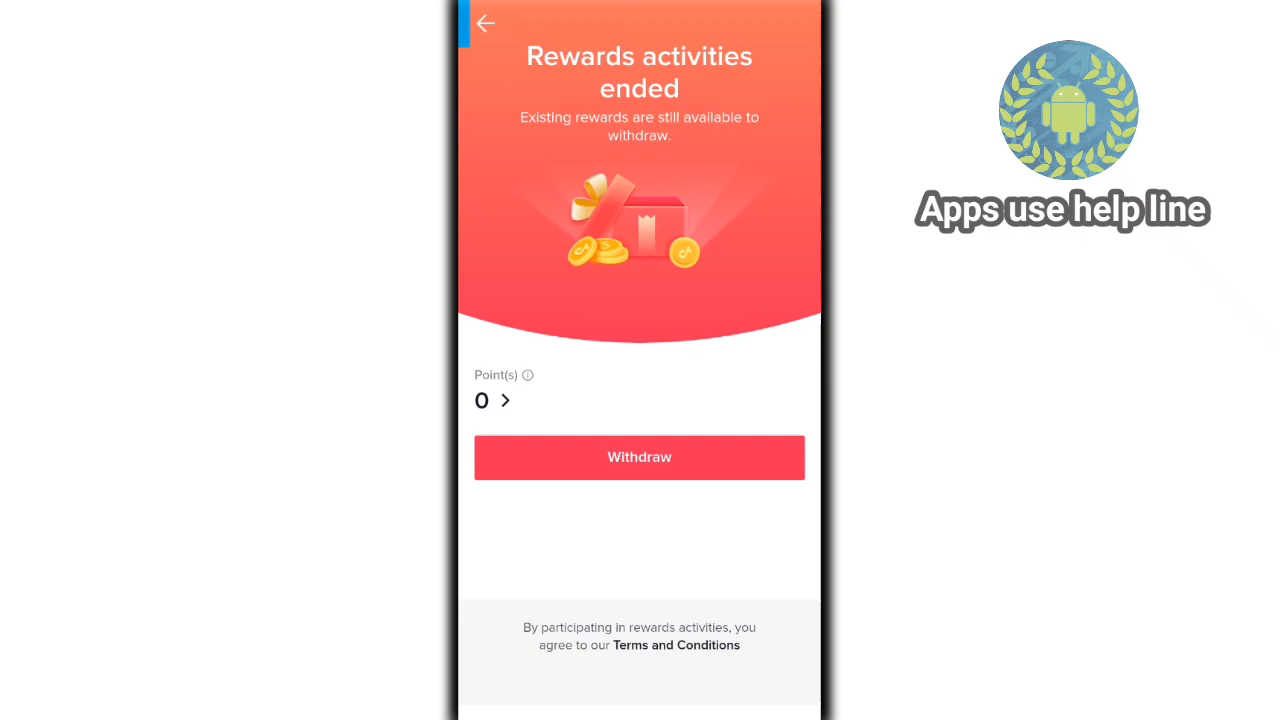 Rewards activities
ended
Existing rewards are still available to
withdraw.
Apps use help line
Point(s)
0
Withdraw
By participating in rewards activities, you
agree to our Terms and Conditions